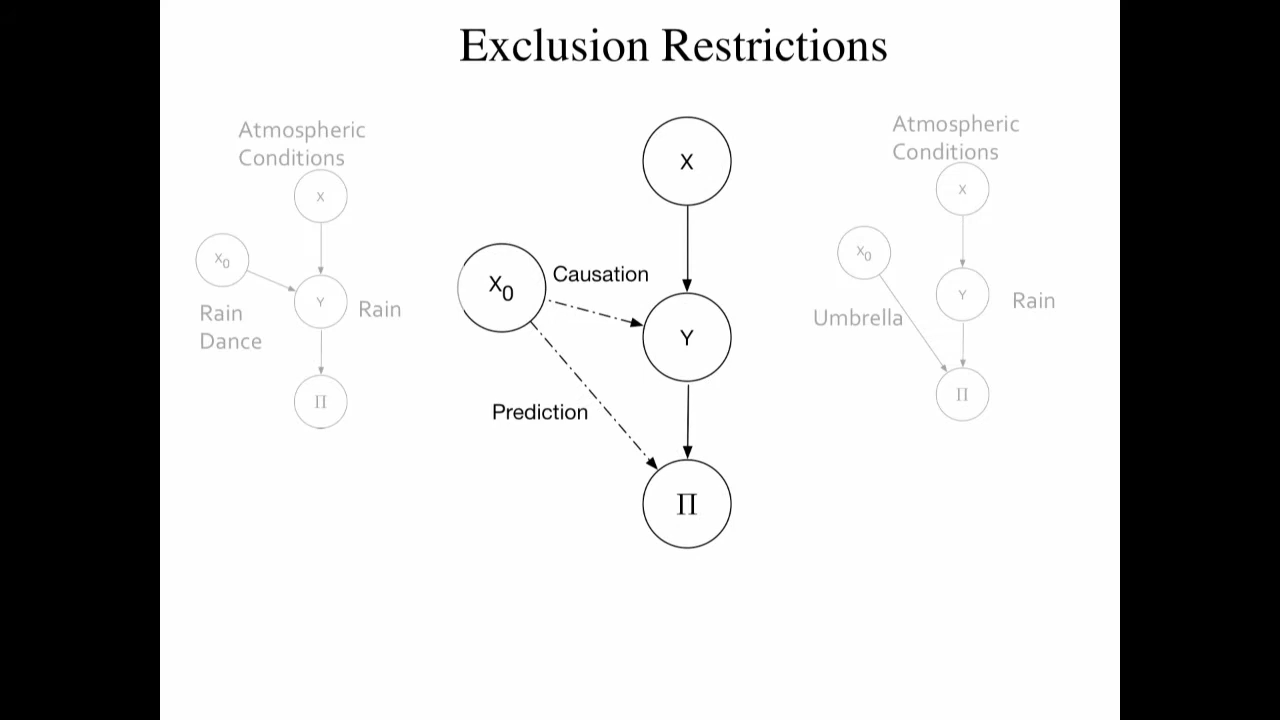 Exclusion Restrictions
Atmospheric
Conditions
X
X0
Y
Rain
Rain
Dance
Π
X
X0
Causation
Y
Prediction
Π
Atmospheric
Conditions
X
X0
Y
Rain
Umbrella
Π